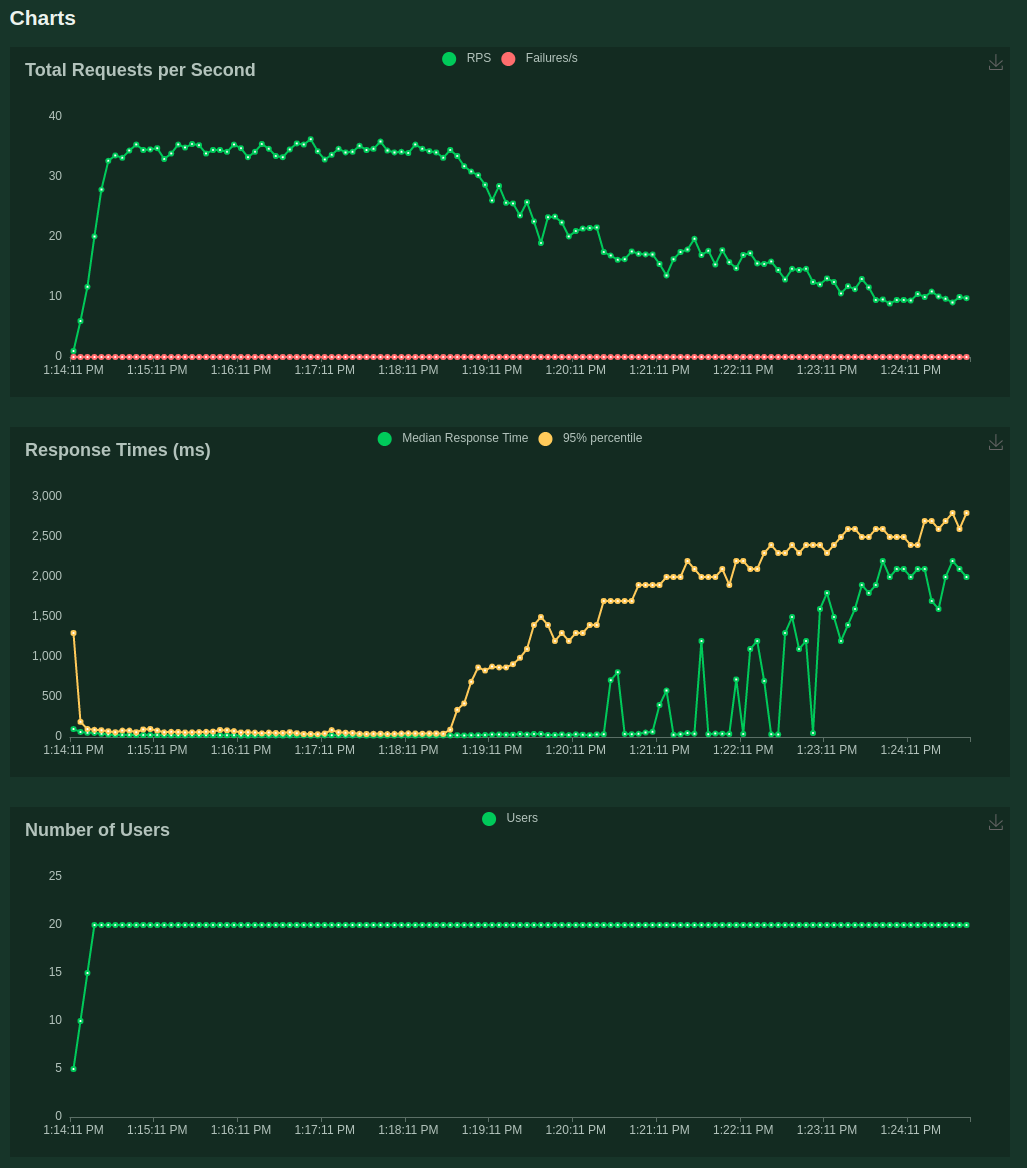 Charts
RPS Failures/s
Total Requests per Second
40
30
20
10
0
1:14:11 PM 1:15:11 PM 1:16:11 PM 1:17:11 PM 1:18:11 PM 1:19:11 PM 1:20:11 PM 1:21:11 PM 1:22:11 PM 1:23:11 PM 1:24:11 PM
Median Response Time 95% percentile
Response Times (ms)
3,000
2,500
2,000
1,500
1,000
500
0
1:14:11 PM 1:15:11 PM 1:16:11 PM 1:17:11 PM 1:18:11 PM 1:19:11 PM 1:20:11 PM 1:21:11 PM 1:22:11 PM 1:23:11 PM 1:24:11 PM
Users
Number of Users
25
20
15
10
5
0
1:14:11 PM 1:15:11 PM 1:16:11 PM 1:17:11 PM 1:18:11 PM 1:19:11 PM 1:20:11 PM 1:21:11 PM 1:22:11 PM 1:23:11 PM 1:24:11 PM